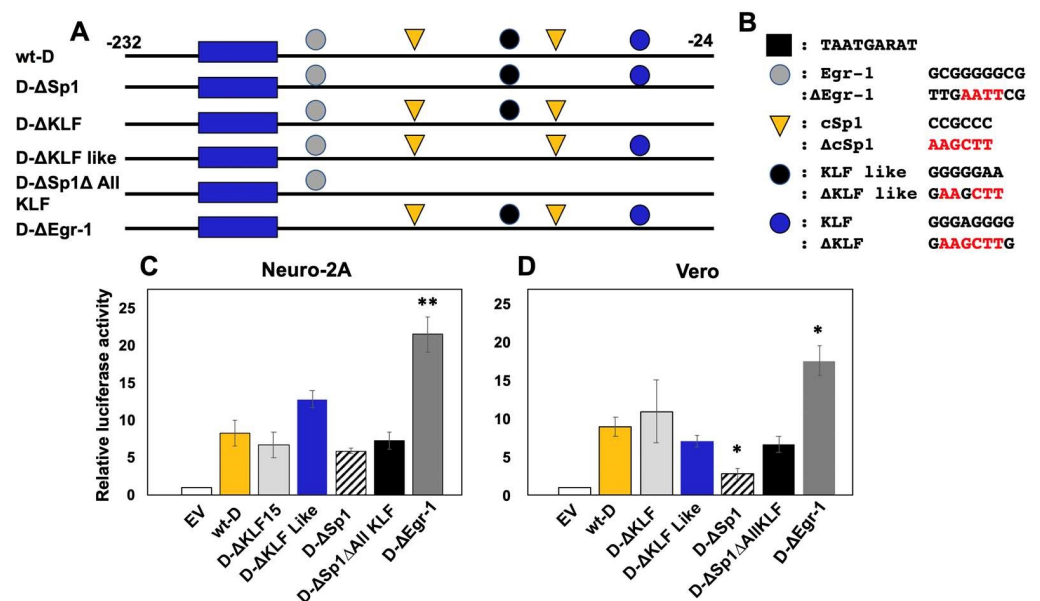 A
-232
-24
wt-D
D-ΔSp1
D-ΔKLF
D-ΔKLF like
D-ΔSp1Δ All
KLF
D-ΔEgr-1
B
: TAATGARAT
: Egr-1 GCGGGGGCG
:ΔEgr-1 TTGAATTCG
: cSp1 CCGCCC
: ΔcSp1 AAGCTT
: KLF like GGGGGAA
: ΔKLF like GAAGCTT
: KLF GGGAGGGG
: ΔKLF GAAGCTTG
C
Neuro-2A
Relative luciferase activity
25
20
15
10
5
0
**
EV
wt-D
D-ΔKLF15
D-ΔKLF Like
D-ΔSp1
D-ΔSp1ΔAll KLF
D-ΔEgr-1
D
Vero
25
20
15
10
5
0
*
*
EV
wt-D
D-ΔKLF
D-ΔKLF Like
D-ΔSp1
D-ΔSp1ΔAllKLF
D-ΔEgr-1